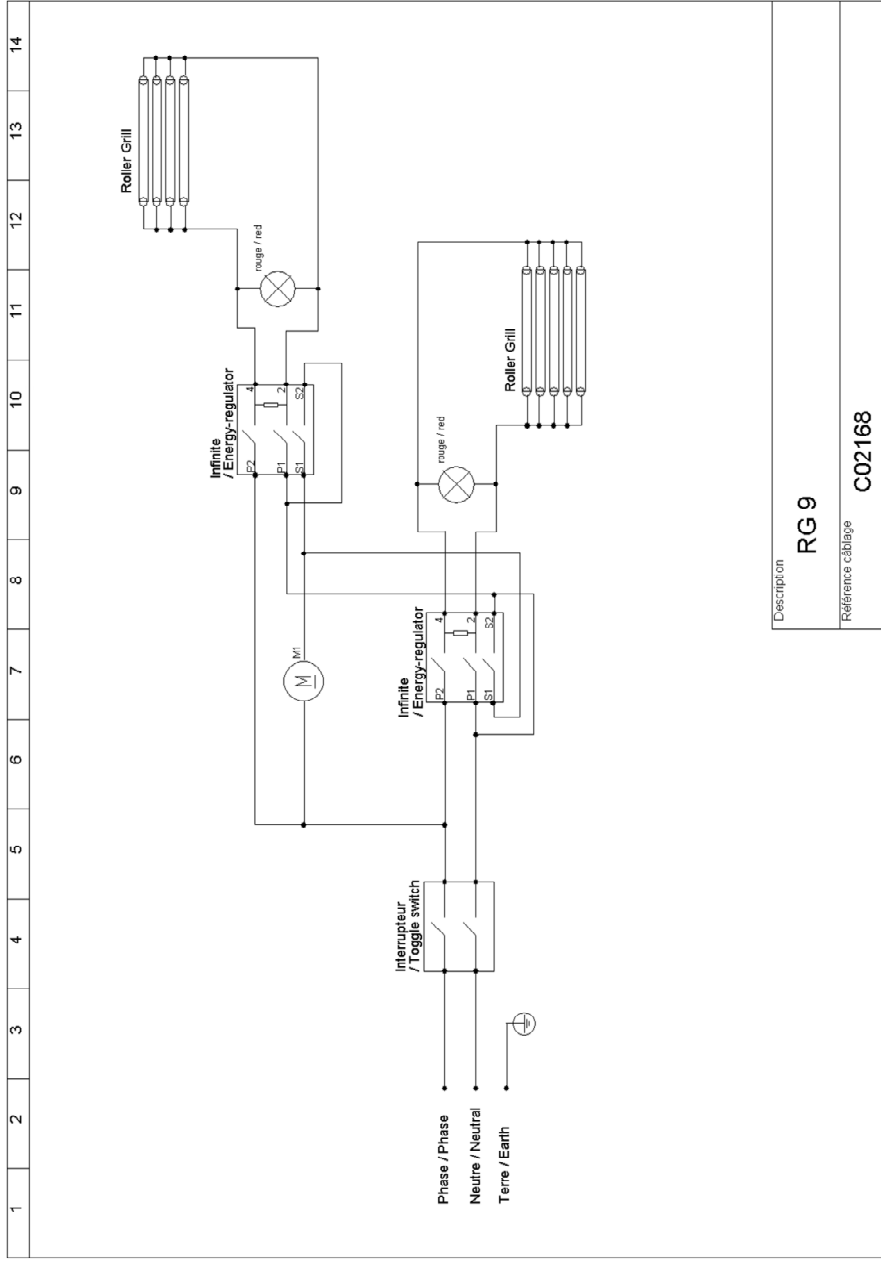 1 2 3 4 5 6 7 8 9 10 11 12 13 14
Roller Grill
rouge / red
Infinite
/ Energy-regulator
P2
4
P1
2
S1
S2
M1
M
Roller Grill
rouge / red
Infinite
/ Energy-regulator
P2
4
P1
2
S1
S2
Interrupteur
/ Toggle switch
Phase / Phase
Neutre / Neutral
Terre / Earth
Description
RG 9
Référence câblage
C02168